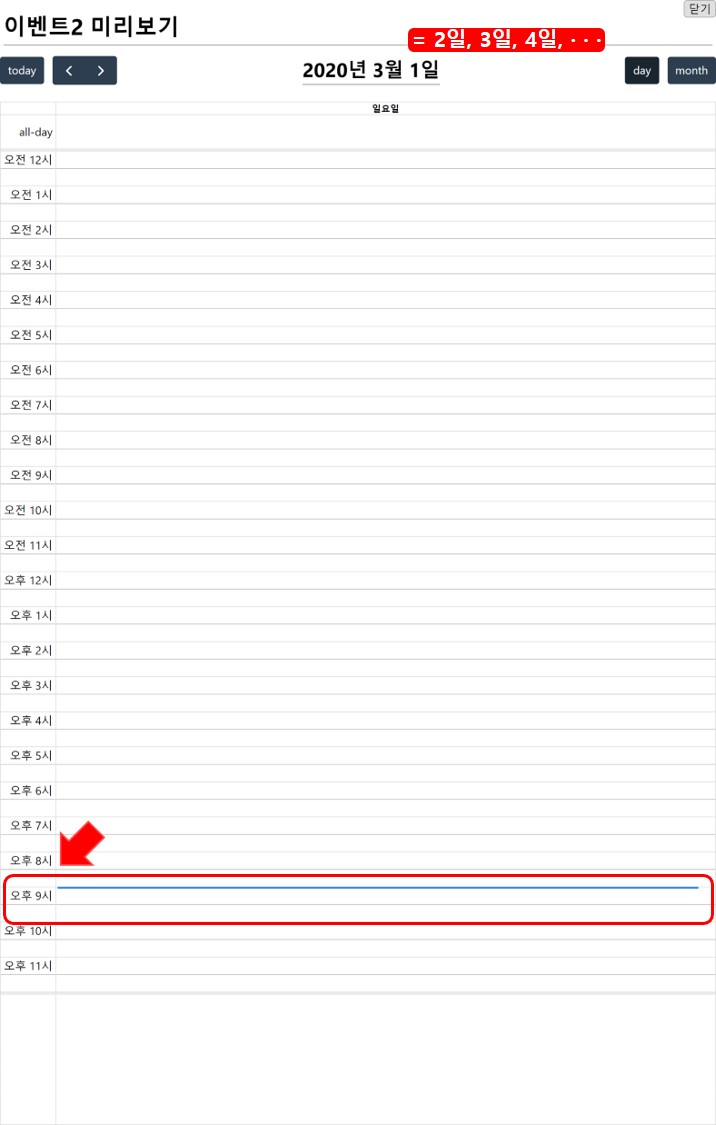 닫기
이벤트2 미리보기
= 2일, 3일, 4일, · · ·
today
2020년 3월 1일
day
month
일요일
all-day
오전 12시
오전 1시
오전 2시
오전 3시
오전 4시
오전 5시
오전 6시
오전 7시
오전 8시
오전 9시
오전 10시
오전 11시
오후 12시
오후 1시
오후 2시
오후 3시
오후 4시
오후 5시
오후 6시
오후 7시
오후 8시
오후 9시
오후 10시
오후 11시